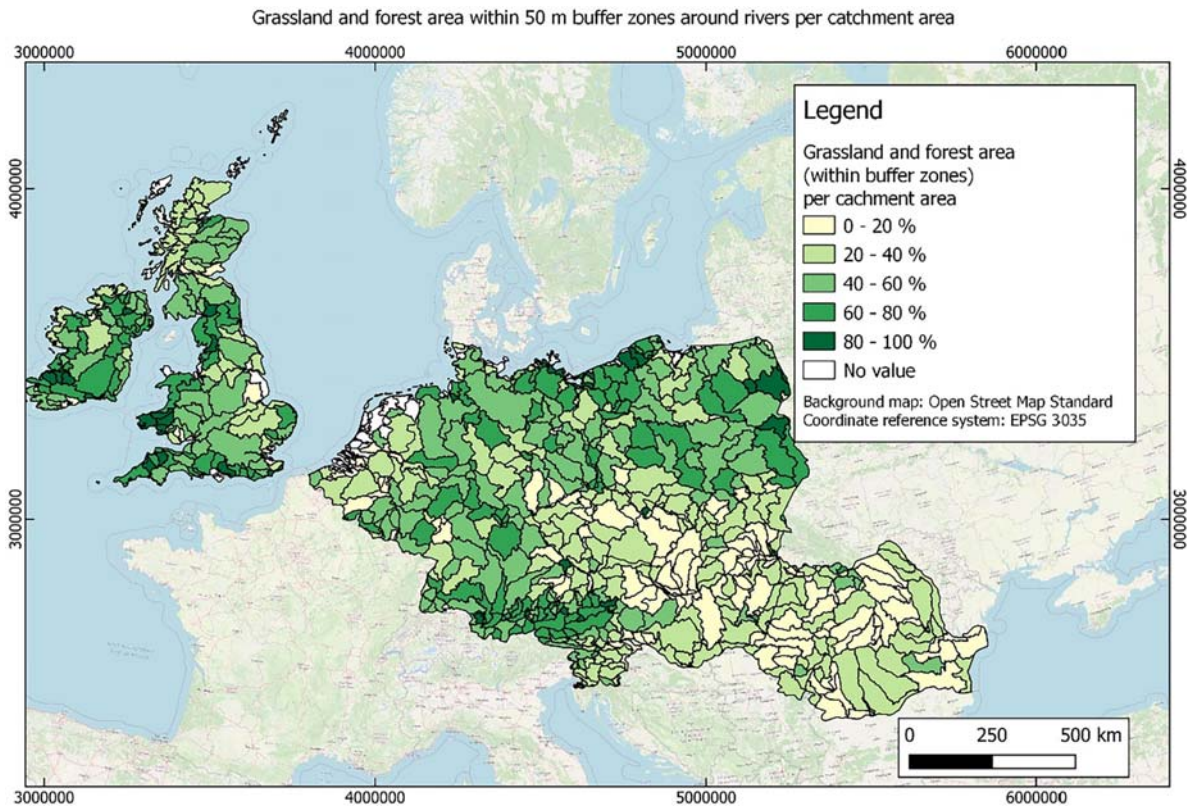 Grassland and forest area within 50 m buffer zones around rivers per catchment area
3000000 4000000 5000000 6000000
4000000
3000000
Legend
Grassland and forest area
(within buffer zones)
per cachment area
0 - 20 %
20 - 40 %
40 - 60 %
60 - 80 %
80 - 100 %
No value
Background map: Open Street Map Standard
Coordinate reference system: EPSG 3035
4000000
3000000
0 250 500 km
3000000 4000000 5000000 6000000